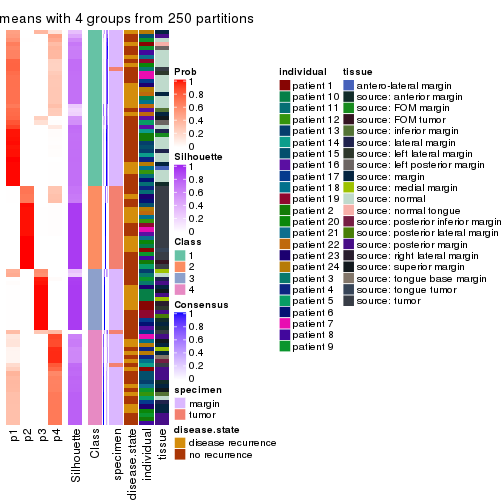 means with 4 groups from 250 partitions
Prob
1
0.8
0.6
0.4
0.2
0
Silhouette
1
0.8
0.6
0.4
0.2
0
Class
1
2
3
4
Consensus
1
0.8
0.6
0.4
0.2
0
specimen
margin
tumor
disease.state
disease recurrence
no recurrence
individual
patient 1
patient 10
patient 11
patient 12
patient 13
patient 14
patient 15
patient 16
patient 17
patient 18
patient 19
patient 2
patient 20
patient 21
patient 22
patient 23
patient 24
patient 3
patient 4
patient 5
patient 6
patient 7
patient 8
patient 9
tissue
antero-lateral margin
source: anterior margin
source: FOM margin
source: FOM tumor
source: inferior margin
source: lateral margin
source: left lateral margin
source: left posterior margin
source: margin
source: medial margin
source: normal
source: normal tongue
source: posterior inferior margin
source: posterior lateral margin
source: posterior margin
source: right lateral margin
source: superior margin
source: tongue base margin
source: tongue tumor
source: tumor
p1
p2
p3
p4
Silhouette
Class
specimen
disease.state
individual
tissue